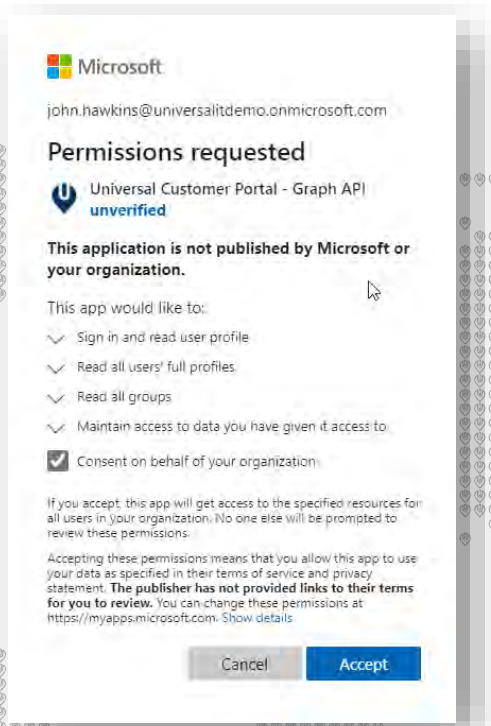 Microsoft
john.hawkins@universalitdemo.onmicrosoft.com
Permissions requested
Universal Customer Portal - Graph API
unverified
This application is not published by Microsoft or
your organization.
This app would like to:
Sign in and read user profile
Read all users' full profiles
Read all groups
Maintain access to data you have given it access to
Consent on behalf of your organization
If you accept, this app will get access to the specified resources for
all users in your organization. No one else will be prompted to
review these permissions.
Accepting these permissions means that you allow this app to use
your data as specified in their terms of service and privacy
statement. The publisher has not provided links to their terms
for you to review. You can change these permissions at
https://myapps.microsoft.com. Show details
Cancel
Accept